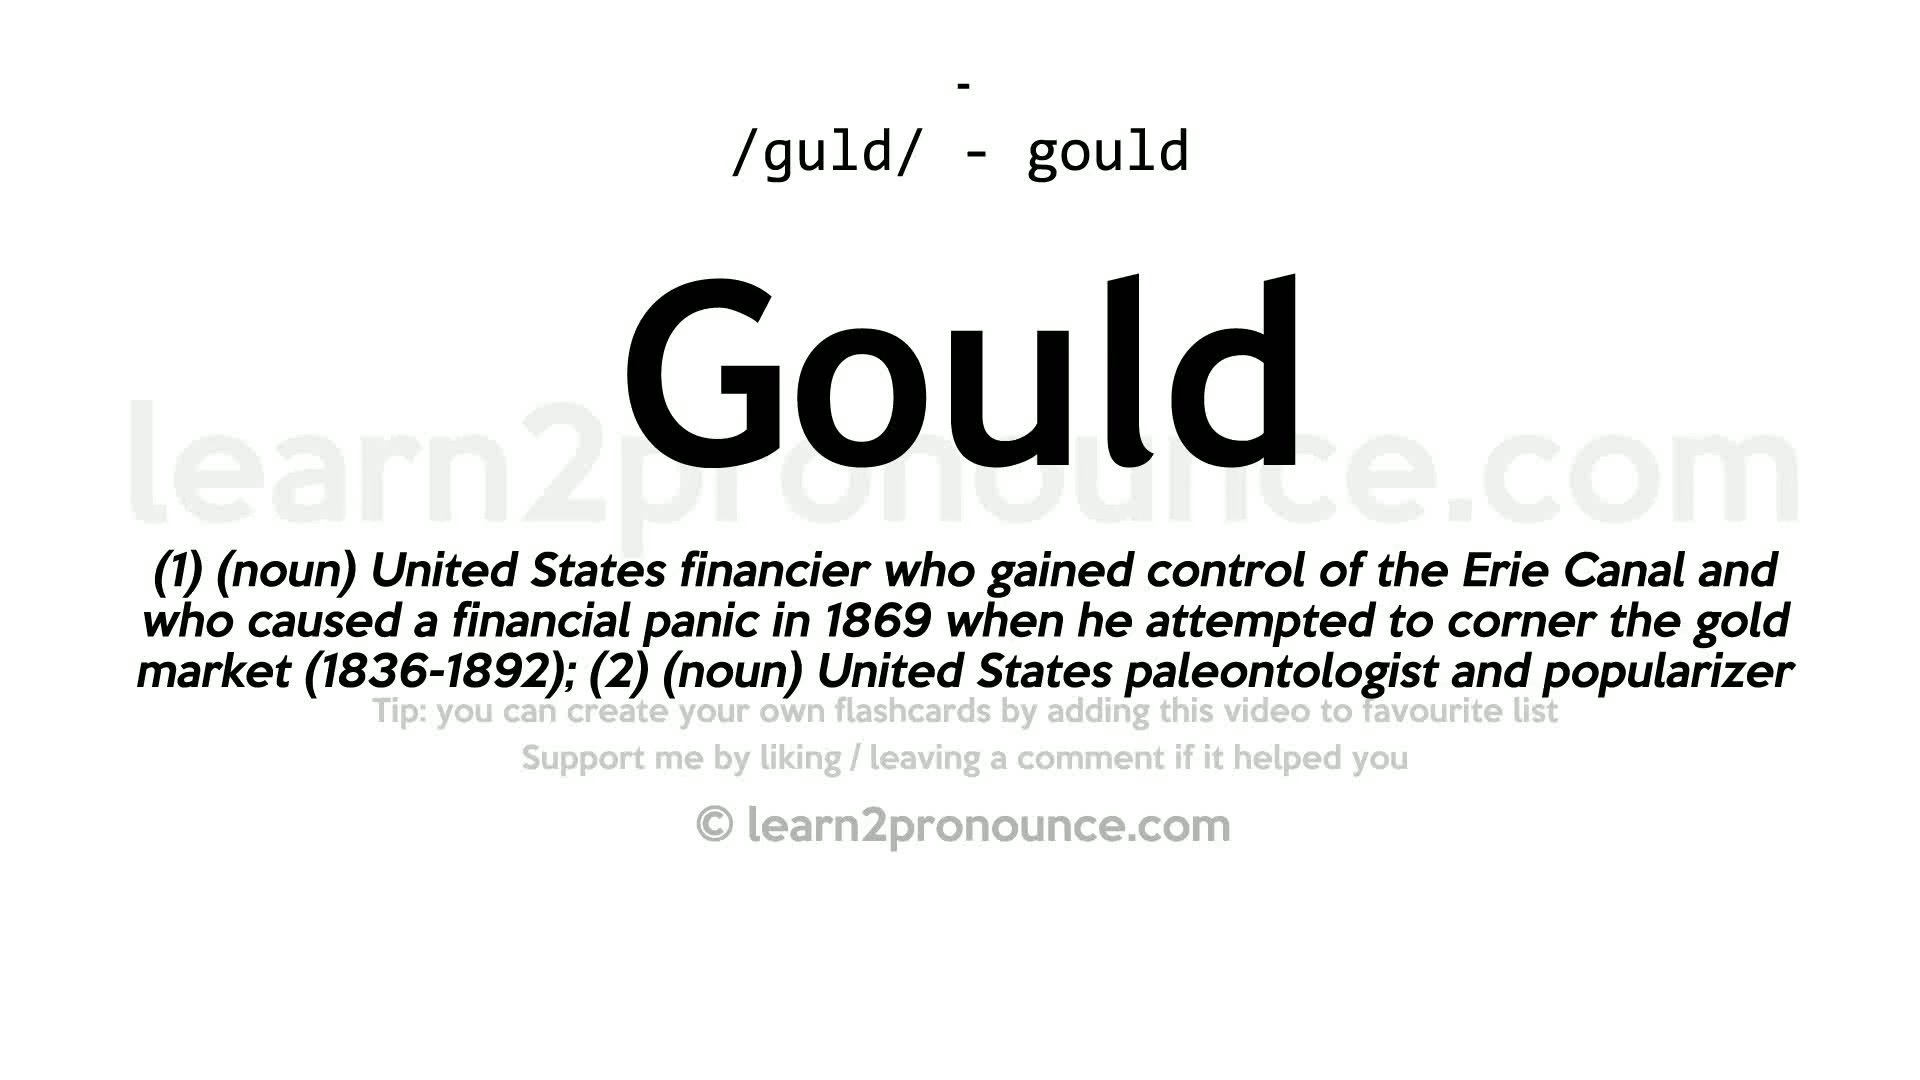 -
/guld/ - gould
Gould
learn2pronounce.com
(1) (noun) United States financier who gained control of the Erie Canal and
who caused a financial panic in 1869 when he attempted to corner the gold
market (1836-1892); (2) (noun) United States paleontologist and popularizer
Tip: you can create your own flashcards by adding this video to favourite list
Support me by liking / leaving a comment if it helped you
© learn2pronounce.com